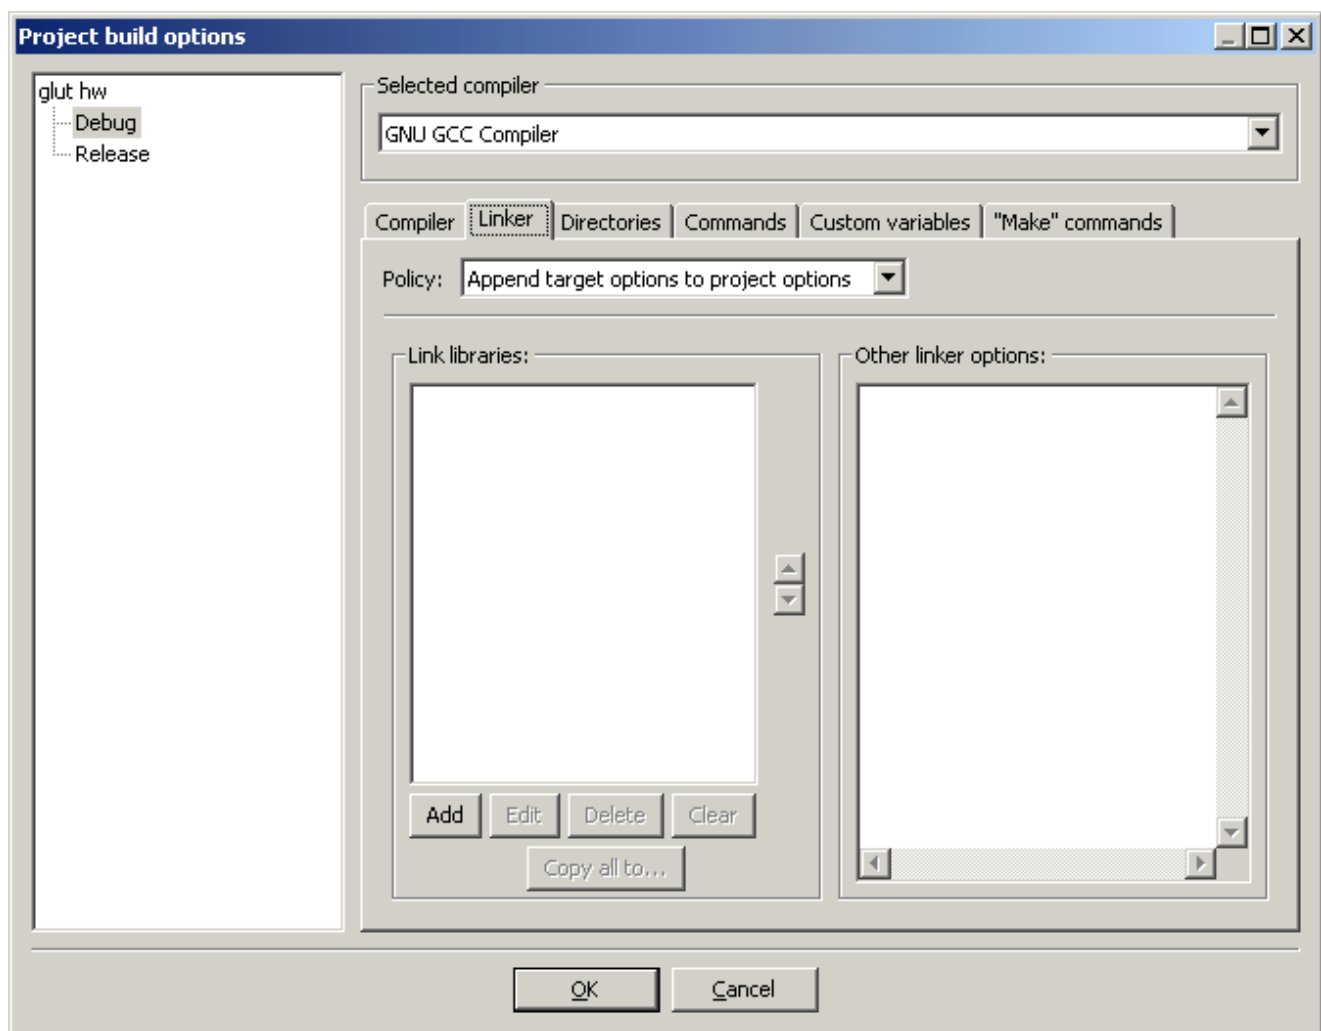 Project build options
glut hw
Debug
Release
Selected compiler
GNU GCC Compiler
Compiler Linker Directories Commands Custom variables "Make" commands
Policy: Append target options to project options
Link libraries:
Other linker options:
Add Edit Delete Clear
Copy all to...
OK Cancel